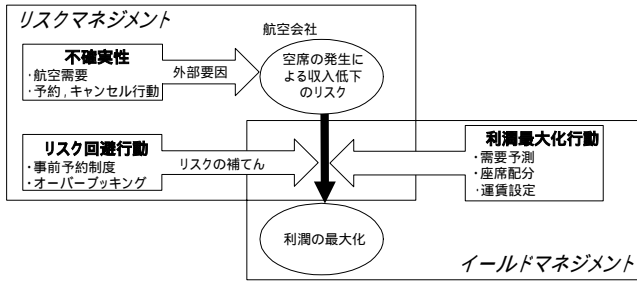 リスクマネジメント
航空会社
不確実性
・航空需要
・予約,キャンセル行動
外部要因
空席の発生に
よる収入低下
のリスク
リスク回避行動
・事前予約制度
・オーバーブッキング
リスクの補てん
利潤最大化行動
・需要予測
・座席配分
・運賃設定
利潤の最大化
イールドマネジメント